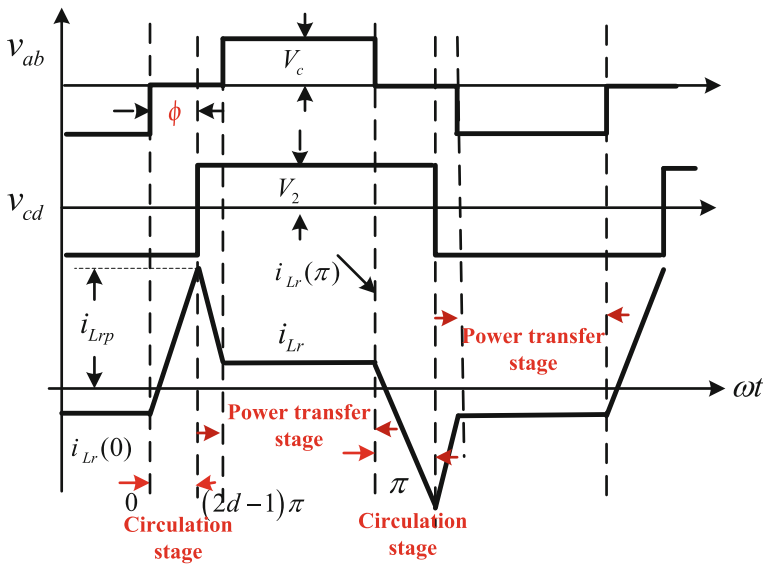 v_ab
V_c
ϕ
v_cd
V_2
i_Lr(π)
i_Lrp
i_Lr
Power transfer
stage
ωt
Power transfer
stage
i_Lr(0)
π
0
(2d−1)π
Circulation
stage
Circulation
stage